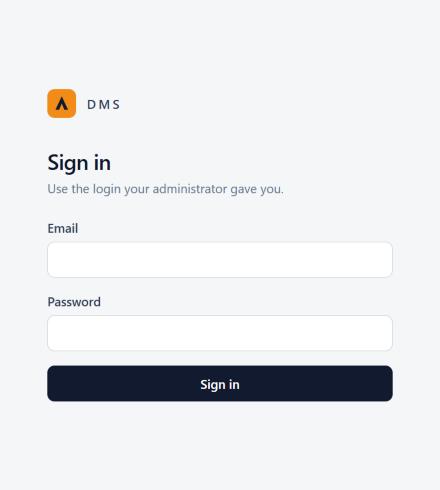 DMS
Sign in
Use the login your administrator gave you.
Email
Password
Sign in